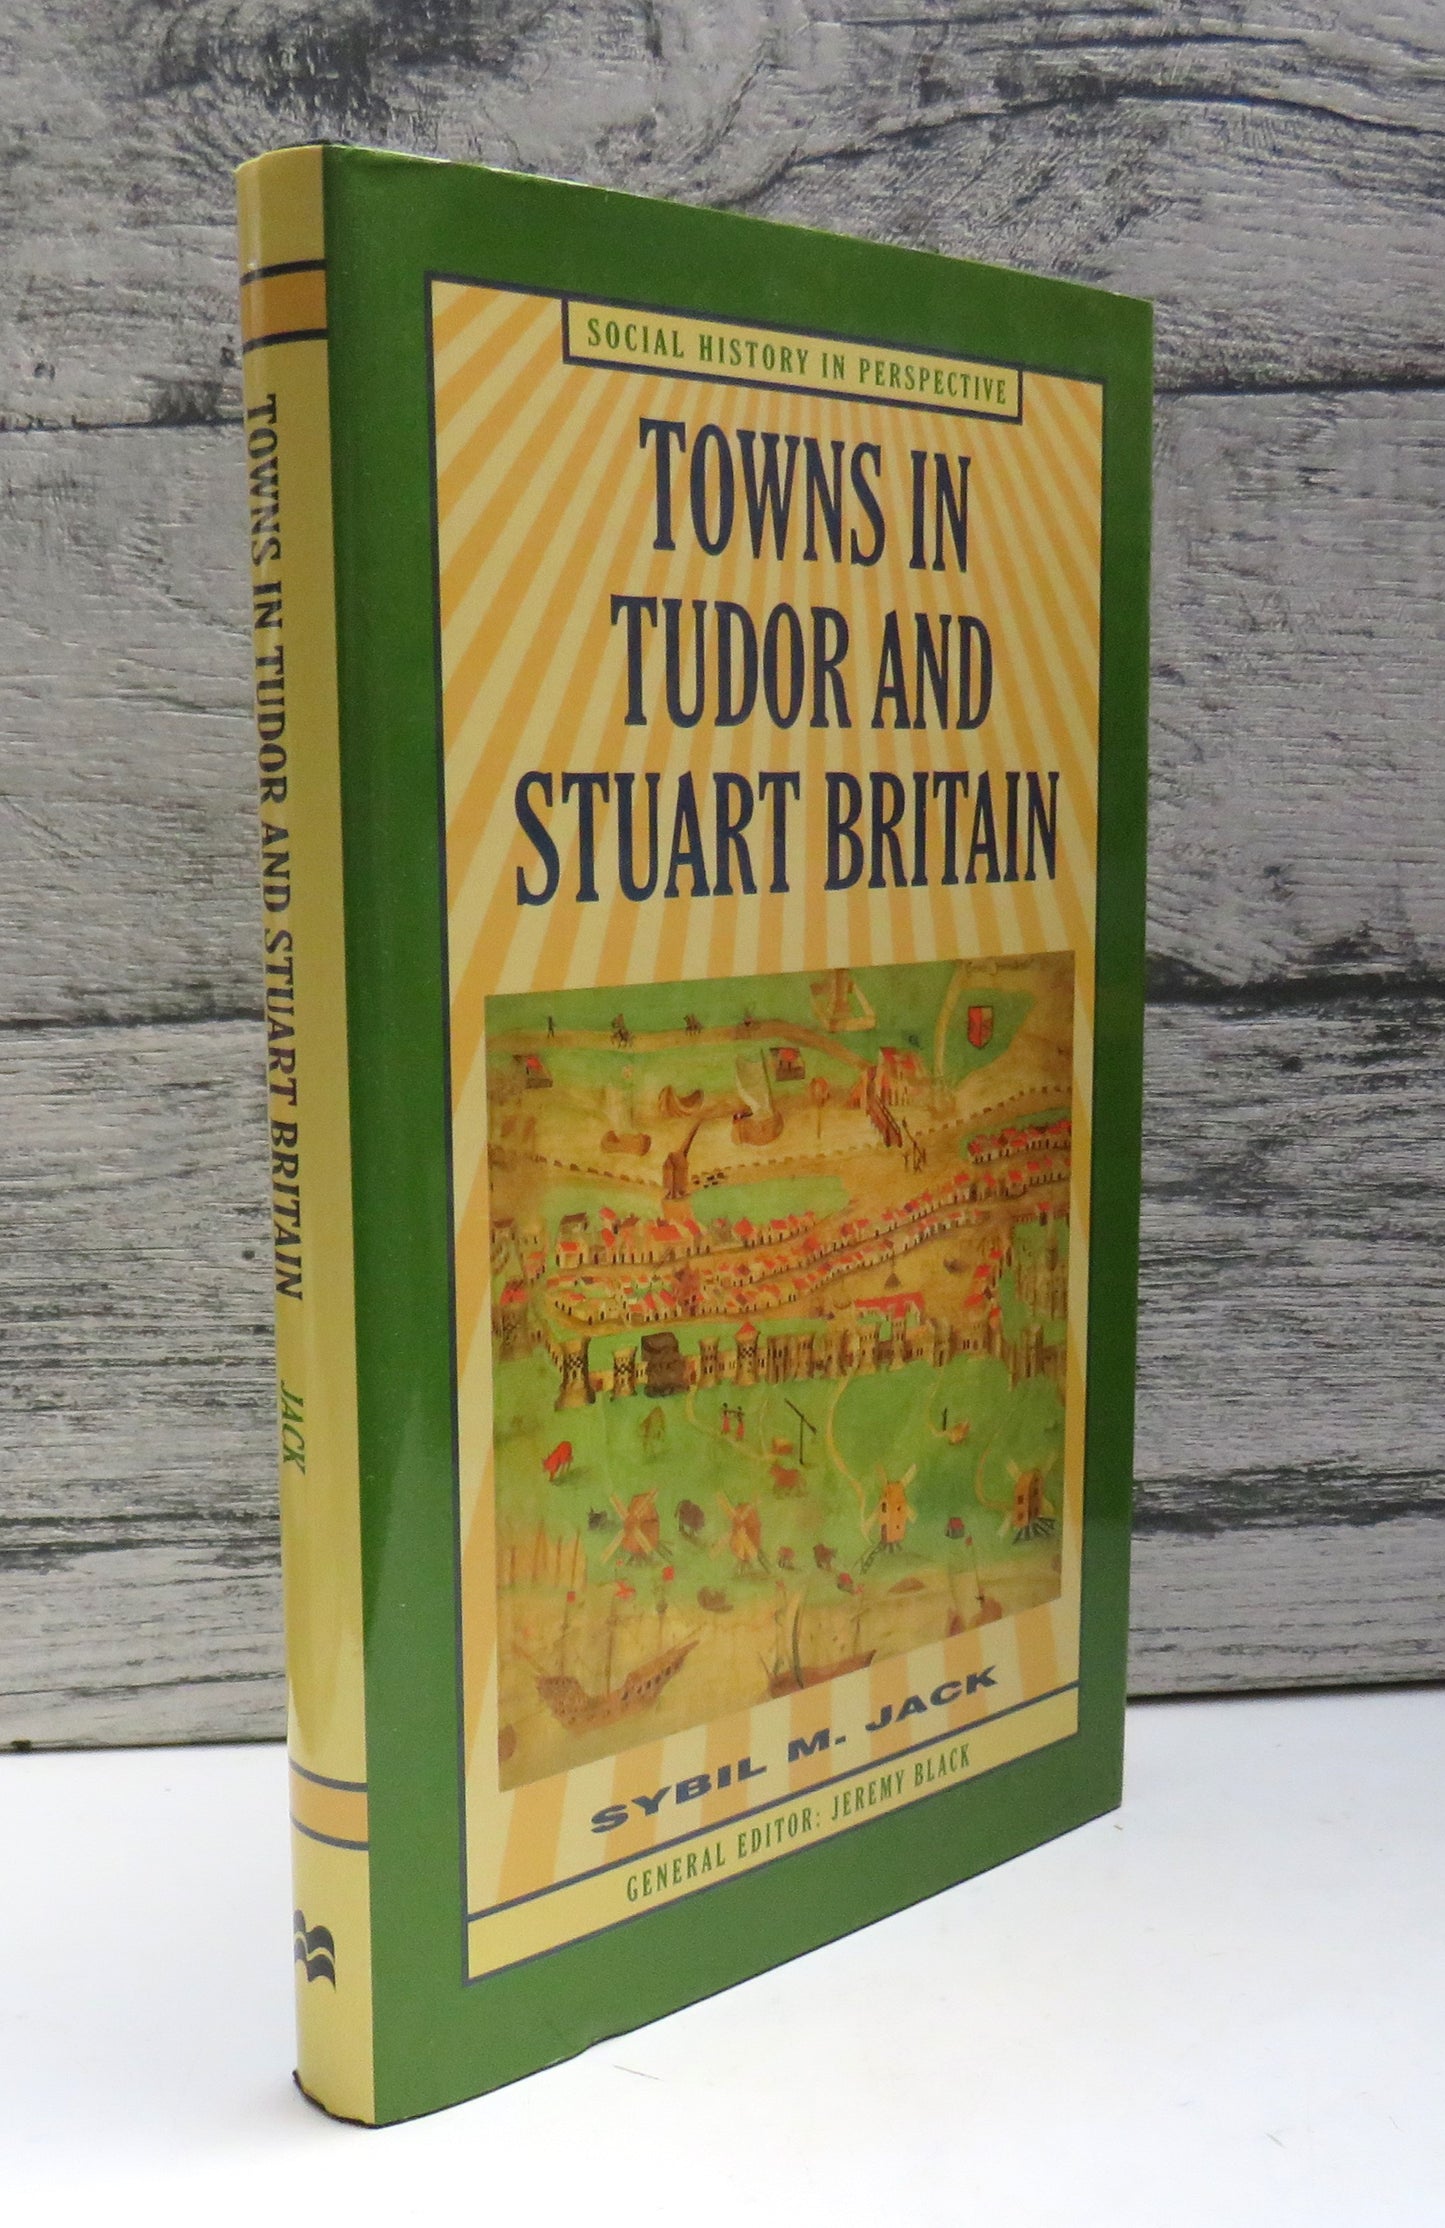 TOWNS IN TUDOR AND STUART BRITAIN JACK
SOCIAL HISTORY IN PERSPECTIVE
TOWNS IN
TUDOR AND
STUART BRITAIN
SYBIL M. JACK
GENERAL EDITOR: JEREMY BLACK